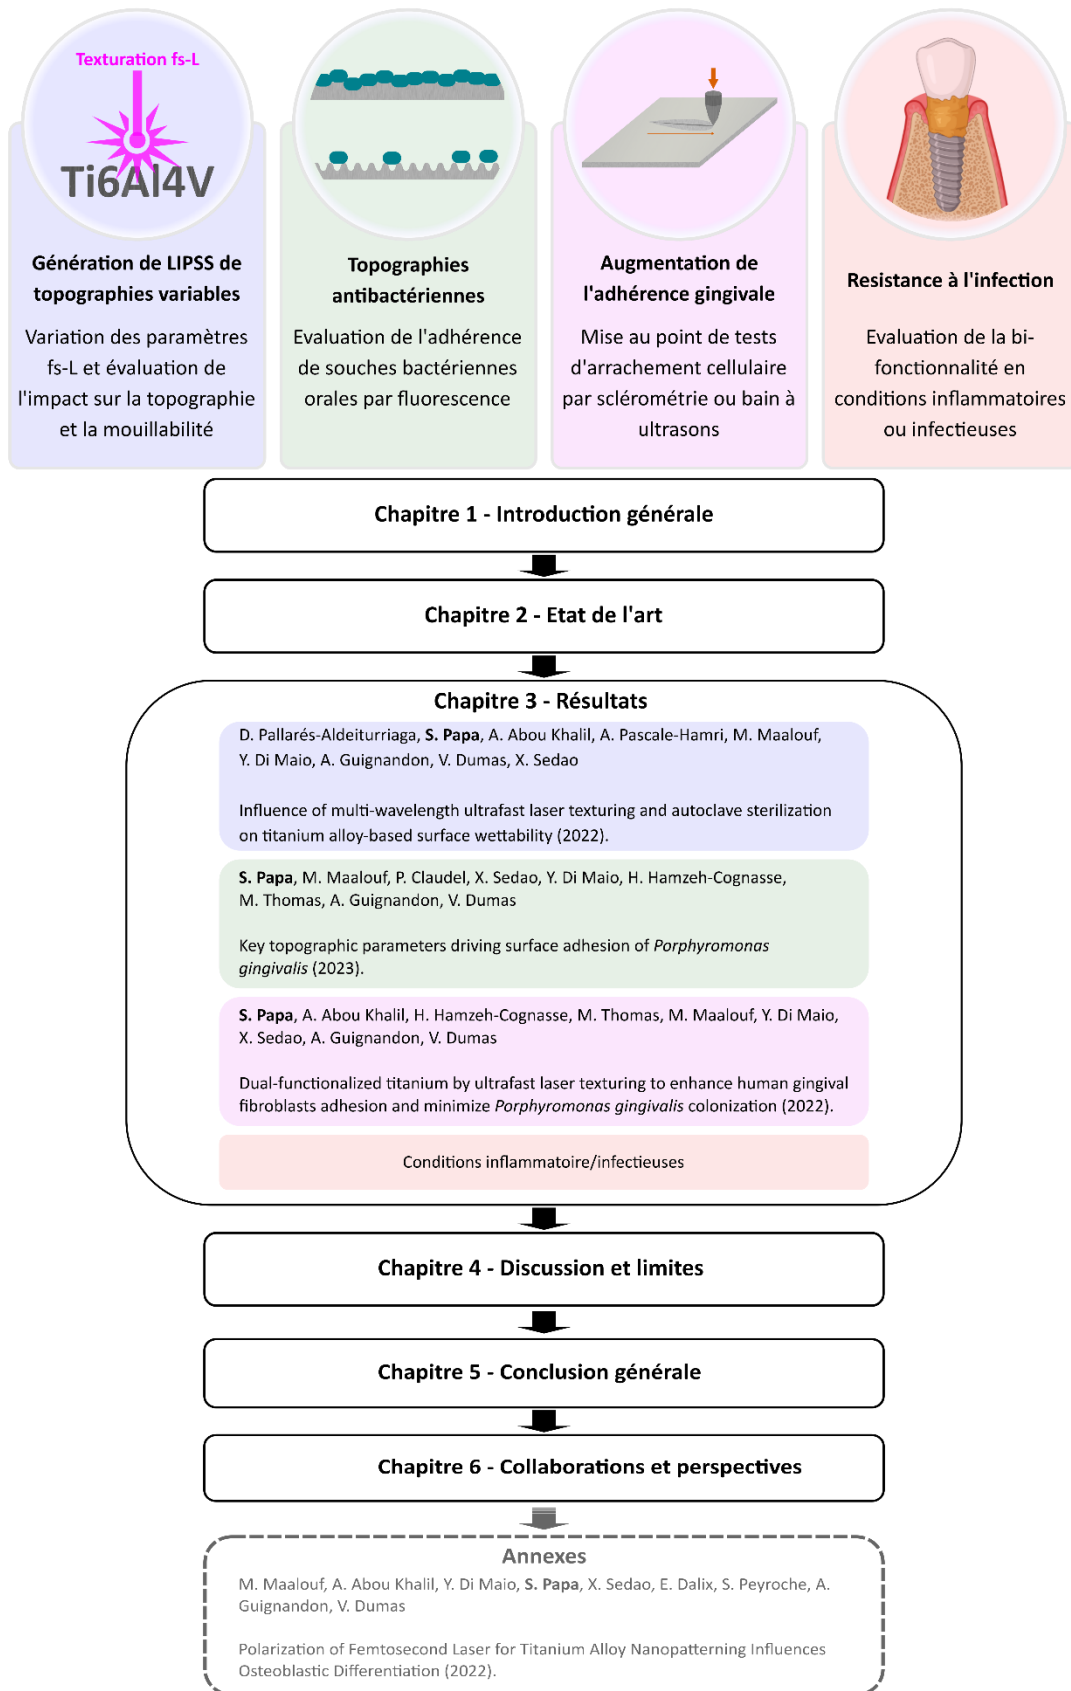 Texturation fs-L
Ti6Al4V
Génération de LIPSS de
topographies variables
Variation des paramètres
fs-L et évaluation de
l'impact sur la topographie
et la mouillabilité
Topographies
antibactériennes
Evaluation de l'adhérence
de souches bactériennes
orales par fluorescence
Augmentation de
l'adhérence gingivale
Mise au point de tests
d'arrachement cellulaire
par sclérométrie ou bain à
ultrasons
Resistance à l'infection
Evaluation de la bi-
fonctionnalité en
conditions inflammatoires
ou infectieuses
Chapitre 1 - Introduction générale
Chapitre 2 - Etat de l'art
Chapitre 3 - Résultats
D. Pallarés-Aldeiturriaga, S. Papa, A. Abou Khalil, A. Pascale-Hamri, M. Maalouf,
Y. Di Maio, A. Guignandon, V. Dumas, X. Sedao
Influence of multi-wavelength ultrafast laser texturing and autoclave sterilization
on titanium alloy-based surface wettability (2022).
S. Papa, M. Maalouf, P. Claudel, X. Sedao, Y. Di Maio, H. Hamzeh-Cognasse,
M. Thomas, A. Guignandon, V. Dumas
Key topographic parameters driving surface adhesion of Porphyromonas
gingivalis (2023).
S. Papa, A. Abou Khalil, H. Hamzeh-Cognasse, M. Thomas, M. Maalouf, Y. Di Maio,
X. Sedao, A. Guignandon, V. Dumas
Dual-functionalized titanium by ultrafast laser texturing to enhance human gingival
fibroblasts adhesion and minimize Porphyromonas gingivalis colonization (2022).
Conditions inflammatoire/infectieuses
Chapitre 4 - Discussion et limites
Chapitre 5 - Conclusion générale
Chapitre 6 - Collaborations et perspectives
Annexes
M. Maalouf, A. Abou Khalil, Y. Di Maio, S. Papa, X. Sedao, E. Dalix, S. Peyroche, A.
Guignandon, V. Dumas
Polarization of Femtosecond Laser for Titanium Alloy Nanopatterning Influences
Osteoblastic Differentiation (2022).